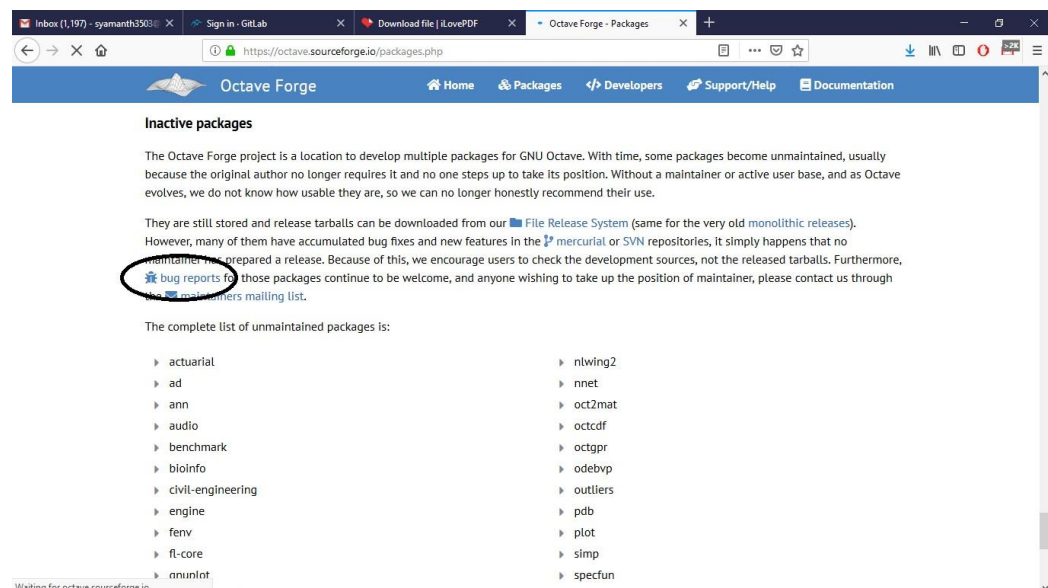 Inbox (1,197) - syamanth3503@
Sign in · GitLab
Download file | iLovePDF
Octave Forge - Packages
https://octave.sourceforge.io/packages.php
>2K
Octave Forge
Home
Packages
Developers
Support/Help
Documentation
Inactive packages
The Octave Forge project is a location to develop multiple packages for GNU Octave. With time, some packages become unmaintained, usually
because the original author no longer requires it and no one steps up to take its position. Without a maintainer or active user base, and as Octave
evolves, we do not know how usable they are, so we can no longer honestly recommend their use.
They are still stored and release tarballs can be downloaded from our File Release System (same for the very old monolithic releases).
However, many of them have accumulated bug fixes and new features in the mercurial or SVN repositories, it simply happens that no
maintainer has prepared a release. Because of this, we encourage users to check the development sources, not the released tarballs. Furthermore,
bug reports for those packages continue to be welcome, and anyone wishing to take up the position of maintainer, please contact us through
the maintainers mailing list.
The complete list of unmaintained packages is:
actuarial
ad
ann
audio
benchmark
bioinfo
civil-engineering
engine
fenv
fl-core
gnuplot
nlwing2
nnet
oct2mat
octcdf
octgpr
odebvp
outliers
pdb
plot
simp
specfun
Waiting for octave.sourceforge.io